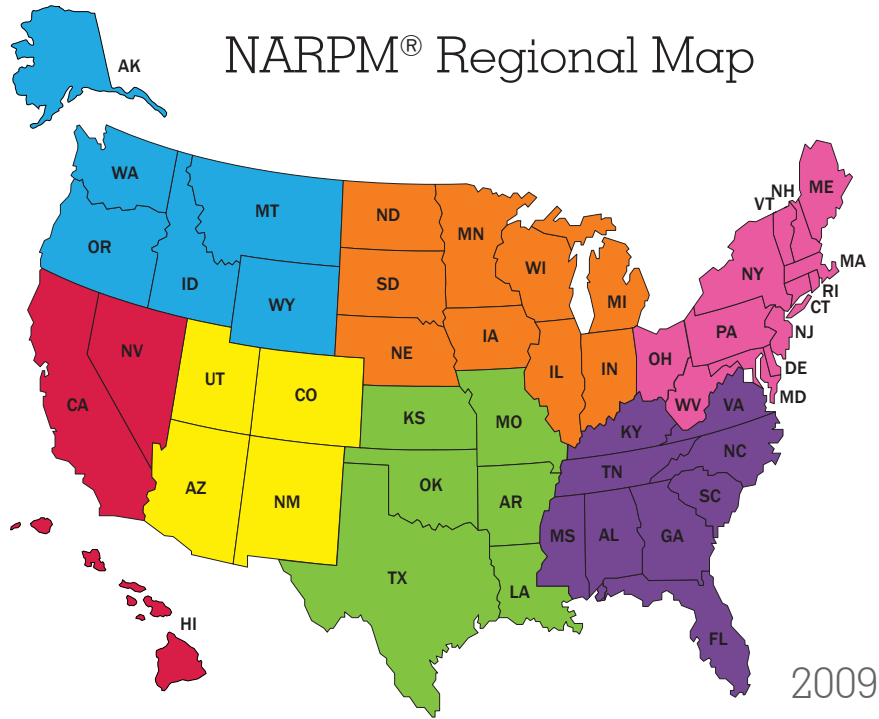 NARPM® Regional Map
AK
WA
MT
ND
MN
ME
NH
VT
OR
ID
WY
SD
WI
MI
NY
MA
RI
CT
NV
CA
UT
CO
NE
IA
IL
IN
OH
PA
NJ
DE
MD
WV
VA
KS
MO
KY
NC
AZ
NM
OK
AR
TN
SC
MS
AL
GA
TX
LA
HI
FL
2009